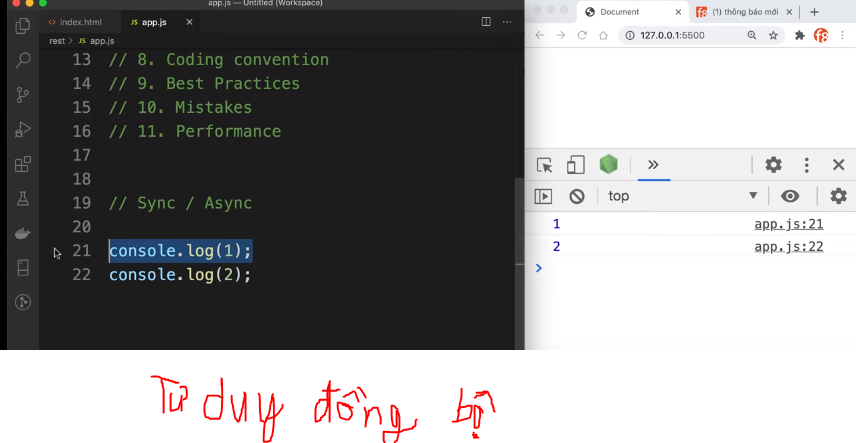 app.js — Untitled (Workspace)
index.html
app.js
rest > app.js
13 // 8. Coding convention
14 // 9. Best Practices
15 // 10. Mistakes
16 // 11. Performance
17
18
19 // Sync / Async
20
21 console.log(1);
22 console.log(2);
Document
(1) thông báo mới
127.0.0.1:5500
top
1 app.js:21
2 app.js:22
Tư duy đồng bộ